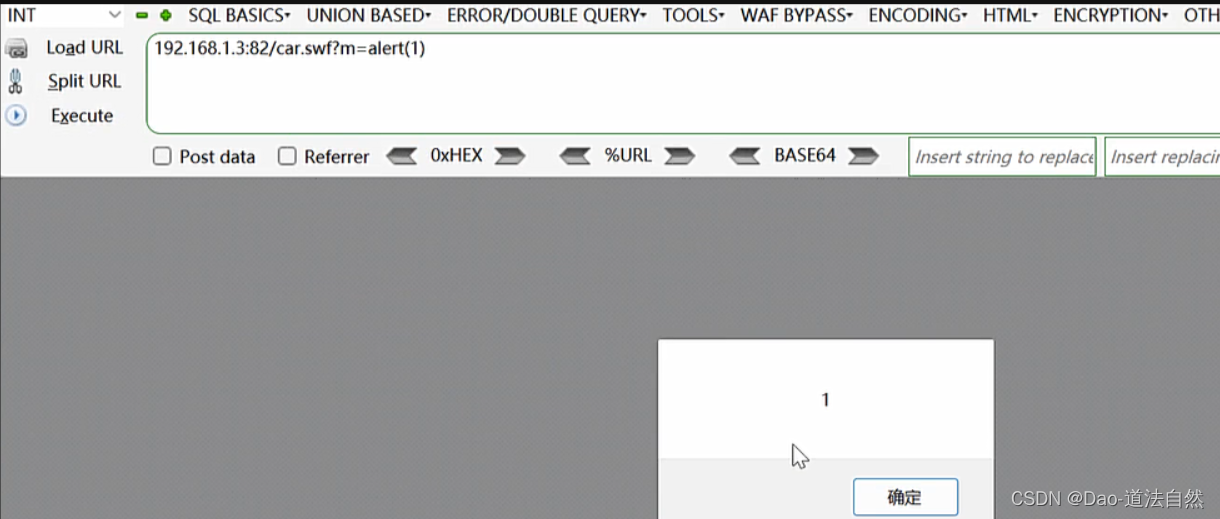 INT SQL BASICS▾ UNION BASED▾ ERROR/DOUBLE QUERY▾ TOOLS▾ WAF BYPASS▾ ENCODING▾ HTML▾ ENCRYPTION▾ OTH
Load URL 192.168.1.3:82/car.swf?m=alert(1)
Split URL
Execute
Post data Referrer 0xHEX %URL BASE64 Insert string to replace Insert replacin
1
确定
CSDN @Dao-道法自然